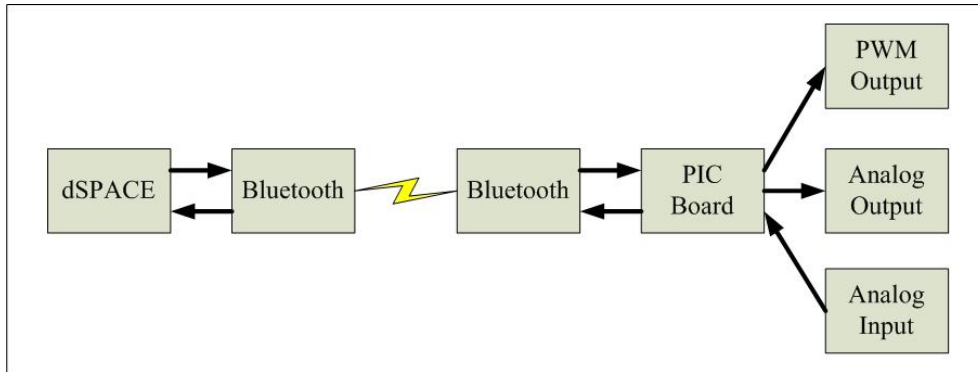 PWM
Output
dSPACE
Bluetooth
Bluetooth
PIC
Board
Analog
Output
Analog
Input